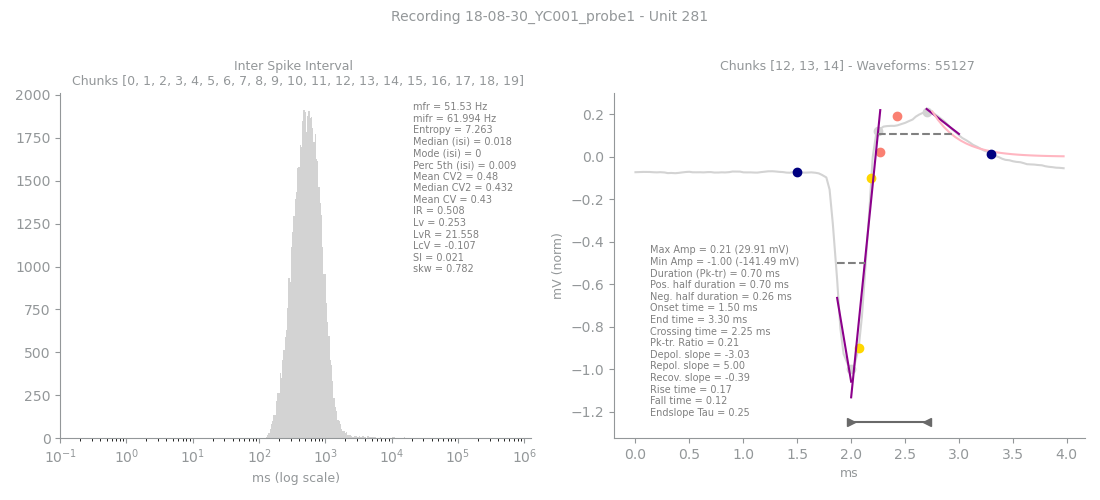 Recording 18-08-30_YC001_probe1 - Unit 281
Inter Spike Interval
Chunks [0, 1, 2, 3, 4, 5, 6, 7, 8, 9, 10, 11, 12, 13, 14, 15, 16, 17, 18, 19]
2000
1750
1500
1250
1000
750
500
250
0
mfr = 51.53 Hz
mifr = 61.994 Hz
Entropy = 7.263
Median (isi) = 0.018
Mode (isi) = 0
Perc 5th (isi) = 0.009
Mean CV2 = 0.48
Median CV2 = 0.432
Mean CV = 0.43
IR = 0.508
Lv = 0.253
LvR = 21.558
LcV = -0.107
SI = 0.021
skw = 0.782
10⁻¹ 10⁰ 10¹ 10² 10³ 10⁴ 10⁵ 10⁶
ms (log scale)
Chunks [12, 13, 14] - Waveforms: 55127
mV (norm)
0.2
0.0
−0.2
−0.4
−0.6
−0.8
−1.0
−1.2
Max Amp = 0.21 (29.91 mV)
Min Amp = -1.00 (-141.49 mV)
Duration (Pk-tr) = 0.70 ms
Pos. half duration = 0.70 ms
Neg. half duration = 0.26 ms
Onset time = 1.50 ms
End time = 3.30 ms
Crossing time = 2.25 ms
Pk-tr. Ratio = 0.21
Depol. slope = -3.03
Repol. slope = 5.00
Recov. slope = -0.39
Rise time = 0.17
Fall time = 0.12
Endslope Tau = 0.25
0.0 0.5 1.0 1.5 2.0 2.5 3.0 3.5 4.0
ms